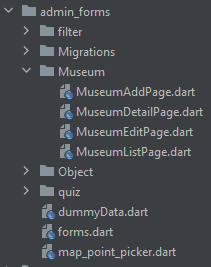 admin_forms
filter
Migrations
Museum
MuseumAddPage.dart
MuseumDetailPage.dart
MuseumEditPage.dart
MuseumListPage.dart
Object
quiz
dummyData.dart
forms.dart
map_point_picker.dart